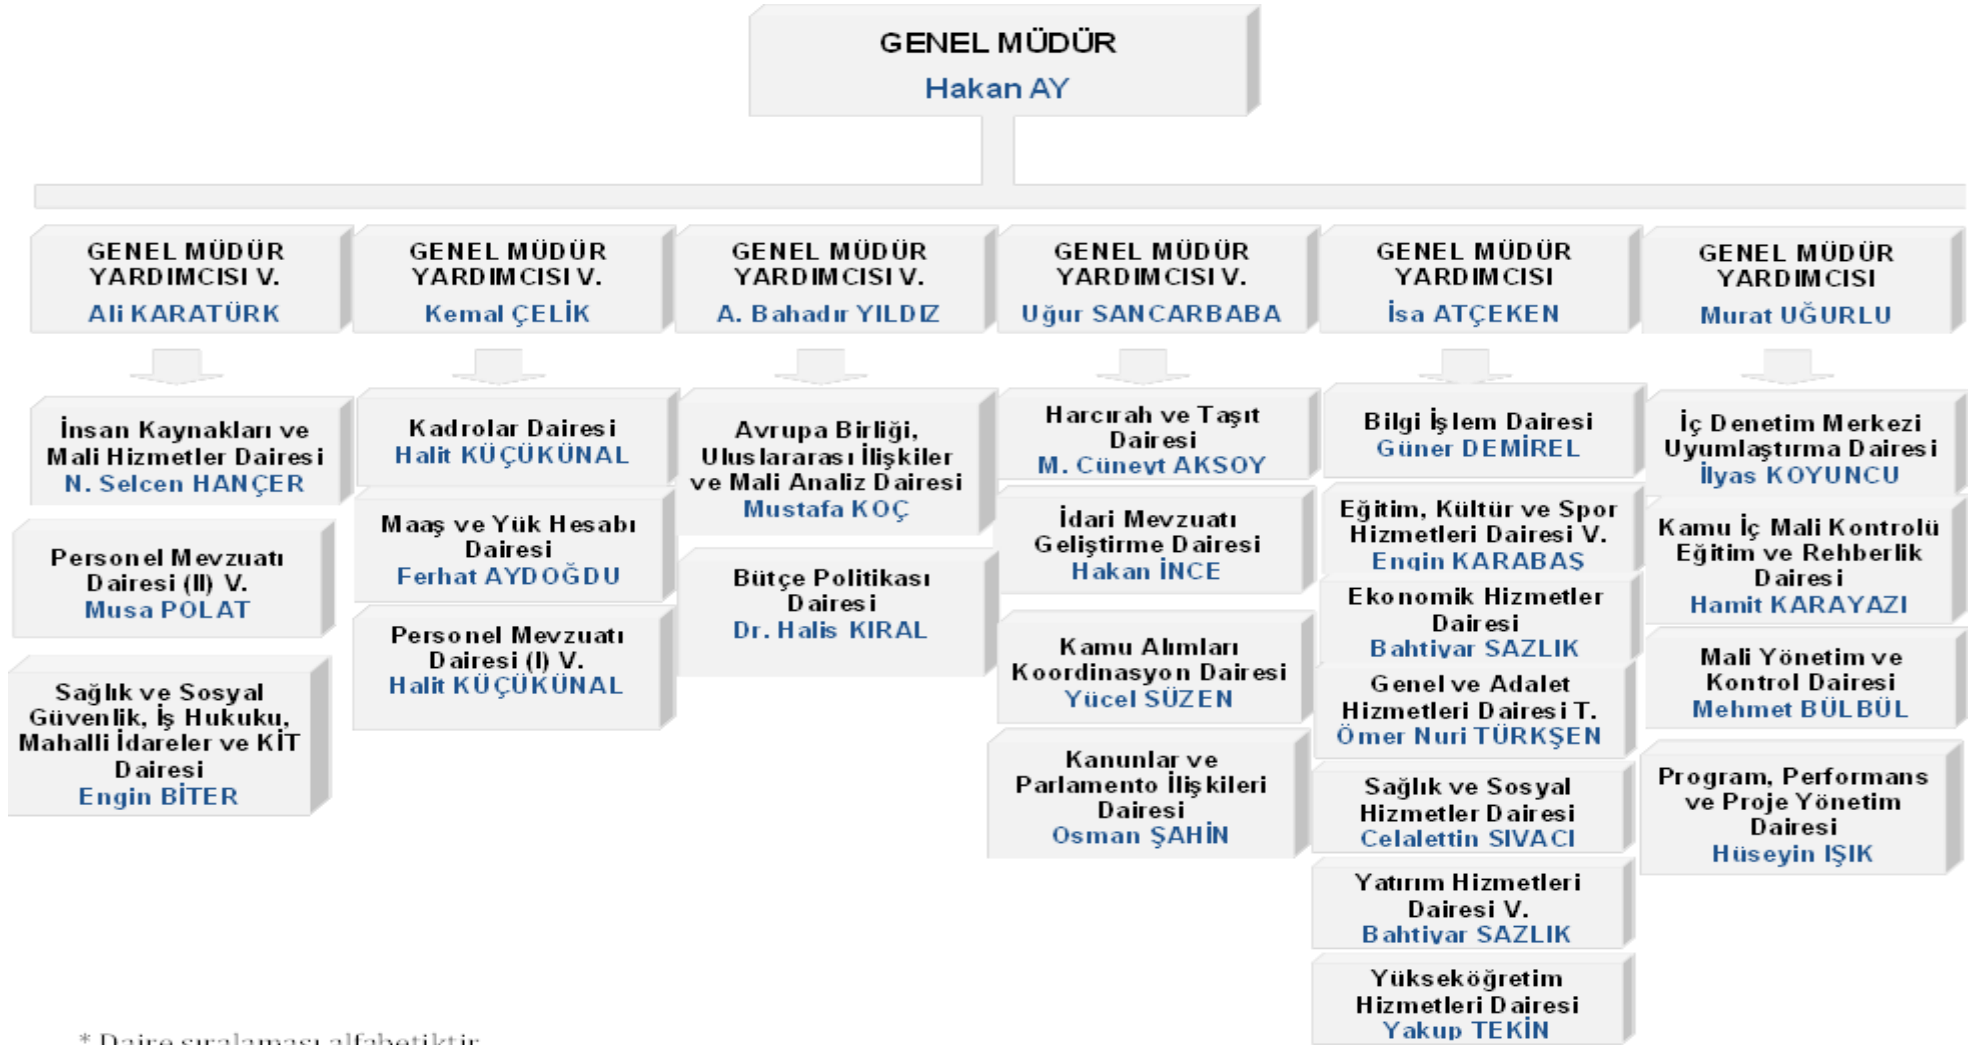 GENEL MÜDÜR
Hakan AY
GENEL MÜDÜR
YARDIMCISI V.
Ali KARATÜRK
GENEL MÜDÜR
YARDIMCISI V.
Kemal ÇELİK
GENEL MÜDÜR
YARDIMCISI V.
A. Bahadır YILDIZ
GENEL MÜDÜR
YARDIMCISI V.
Uğur SANCARBABA
GENEL MÜDÜR
YARDIMCISI
İsa ATÇEKEN
GENEL MÜDÜR
YARDIMCISI
Murat UĞURLU
İnsan Kaynakları ve
Mali Hizmetler Dairesi
N. Selcen HANÇER
Personel Mevzuatı
Dairesi (II) V.
Musa POLAT
Sağlık ve Sosyal
Güvenlik, İş Hukuku,
Mahalli İdareler ve KİT
Dairesi
Engin BİTER
Kadrolar Dairesi
Halit KÜÇÜKÜNAL
Maaş ve Yük Hesabı
Dairesi
Ferhat AYDOĞDU
Personel Mevzuatı
Dairesi (I) V.
Halit KÜÇÜKÜNAL
Avrupa Birliği,
Uluslararası İlişkiler
ve Mali Analiz Dairesi
Mustafa KOÇ
Bütçe Politikası
Dairesi
Dr. Halis KIRAL
Harcırah ve Taşıt
Dairesi
M. Cüneyt AKSOY
İdari Mevzuatı
Geliştirme Dairesi
Hakan İNCE
Kamu Alımları
Koordinasyon Dairesi
Yücel SÜZEN
Kanunlar ve
Parlamento İlişkileri
Dairesi
Osman ŞAHİN
Bilgi İşlem Dairesi
Güner DEMİREL
Eğitim, Kültür ve Spor
Hizmetleri Dairesi V.
Engin KARABAŞ
Ekonomik Hizmetler
Dairesi
Bahtiyar SAZLIK
Genel ve Adalet
Hizmetleri Dairesi T.
Ömer Nuri TÜRKŞEN
Sağlık ve Sosyal
Hizmetler Dairesi
Celalettin SIVACI
Yatırım Hizmetleri
Dairesi V.
Bahtiyar SAZLIK
Yükseköğretim
Hizmetleri Dairesi
Yakup TEKİN
İç Denetim Merkezi
Uyumlaştırma Dairesi
İlyas KOYUNCU
Kamu İç Mali Kontrolü
Eğitim ve Rehberlik
Dairesi
Hamit KARAYAZI
Mali Yönetim ve
Kontrol Dairesi
Mehmet BÜLBÜL
Program, Performans
ve Proje Yönetim
Dairesi
Hüseyin IŞIK
* Daire sıralaması alfabetiktir